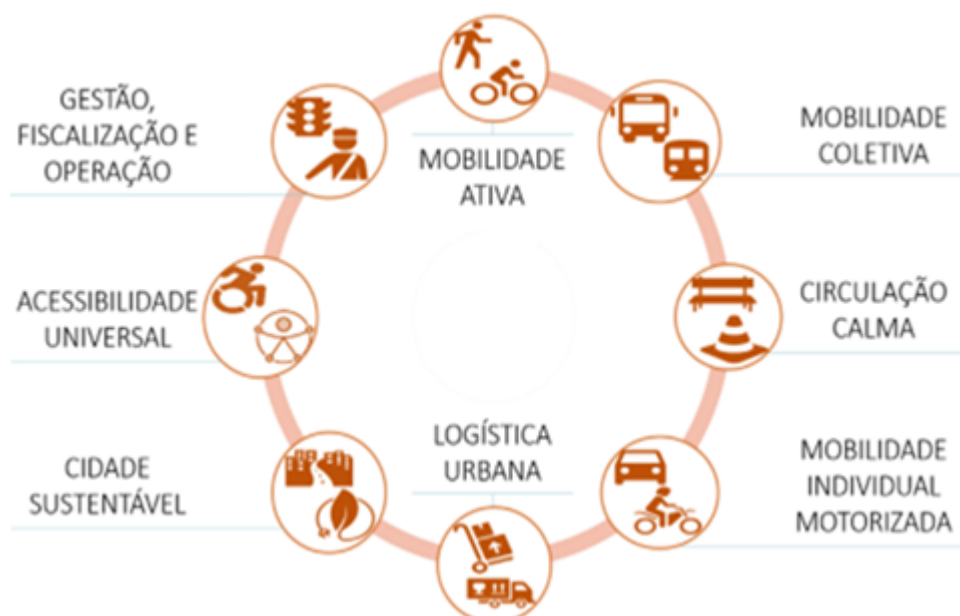 GESTÃO,
FISCALIZAÇÃO E
OPERAÇÃO
MOBILIDADE
ATIVA
MOBILIDADE
COLETIVA
ACESSIBILIDADE
UNIVERSAL
CIRCULAÇÃO
CALMA
CIDADE
SUSTENTÁVEL
LOGÍSTICA
URBANA
MOBILIDADE
INDIVIDUAL
MOTORIZADA